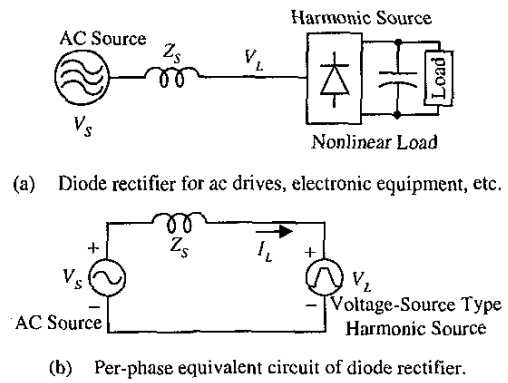 Harmonic Source
AC Source
Z_S
V_L
Load
V_S
Nonlinear Load
(a) Diode rectifier for ac drives, electronic equipment, etc.
Z_S
I_L
+
+
V_S
V_L
−
−
Voltage-Source Type
AC Source
Harmonic Source
(b) Per-phase equivalent circuit of diode rectifier.